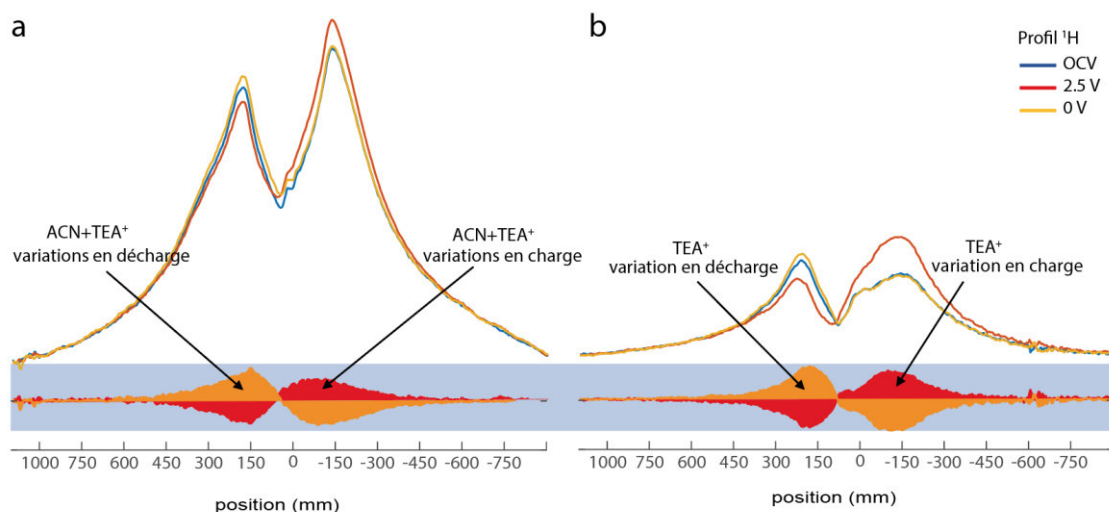 a
b
Profil ¹H
OCV
2.5 V
0 V
ACN+TEA⁺
variations en décharge
ACN+TEA⁺
variations en charge
TEA⁺
variation en décharge
TEA⁺
variation en charge
1000 750 600 450 300 150 0 -150 -300 -450 -600 -750
1000 750 600 450 300 150 0 -150 -300 -450 -600 -750
position (mm)
position (mm)